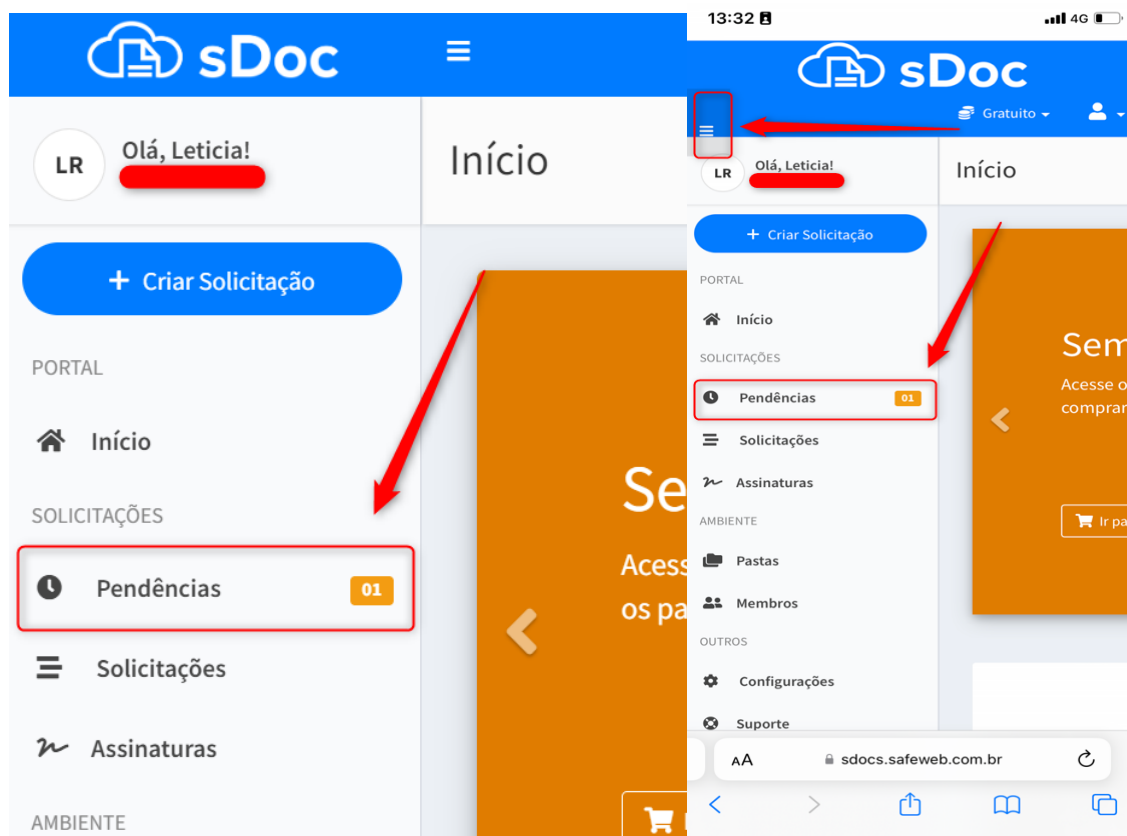 sDoc
LR
Olá, Leticia!
Início
+ Criar Solicitação
PORTAL
Início
SOLICITAÇÕES
Pendências
01
Solicitações
Assinaturas
AMBIENTE
Se
Acess
os pa
13:32
4G
sDoc
Gratuito
LR
Olá, Leticia!
Início
+ Criar Solicitação
PORTAL
Início
SOLICITAÇÕES
Pendências
01
Solicitações
Assinaturas
AMBIENTE
Pastas
Membros
OUTROS
Configurações
Suporte
Sem
Acesse o
comprar
Ir pa
AA
sdocs.safeweb.com.br